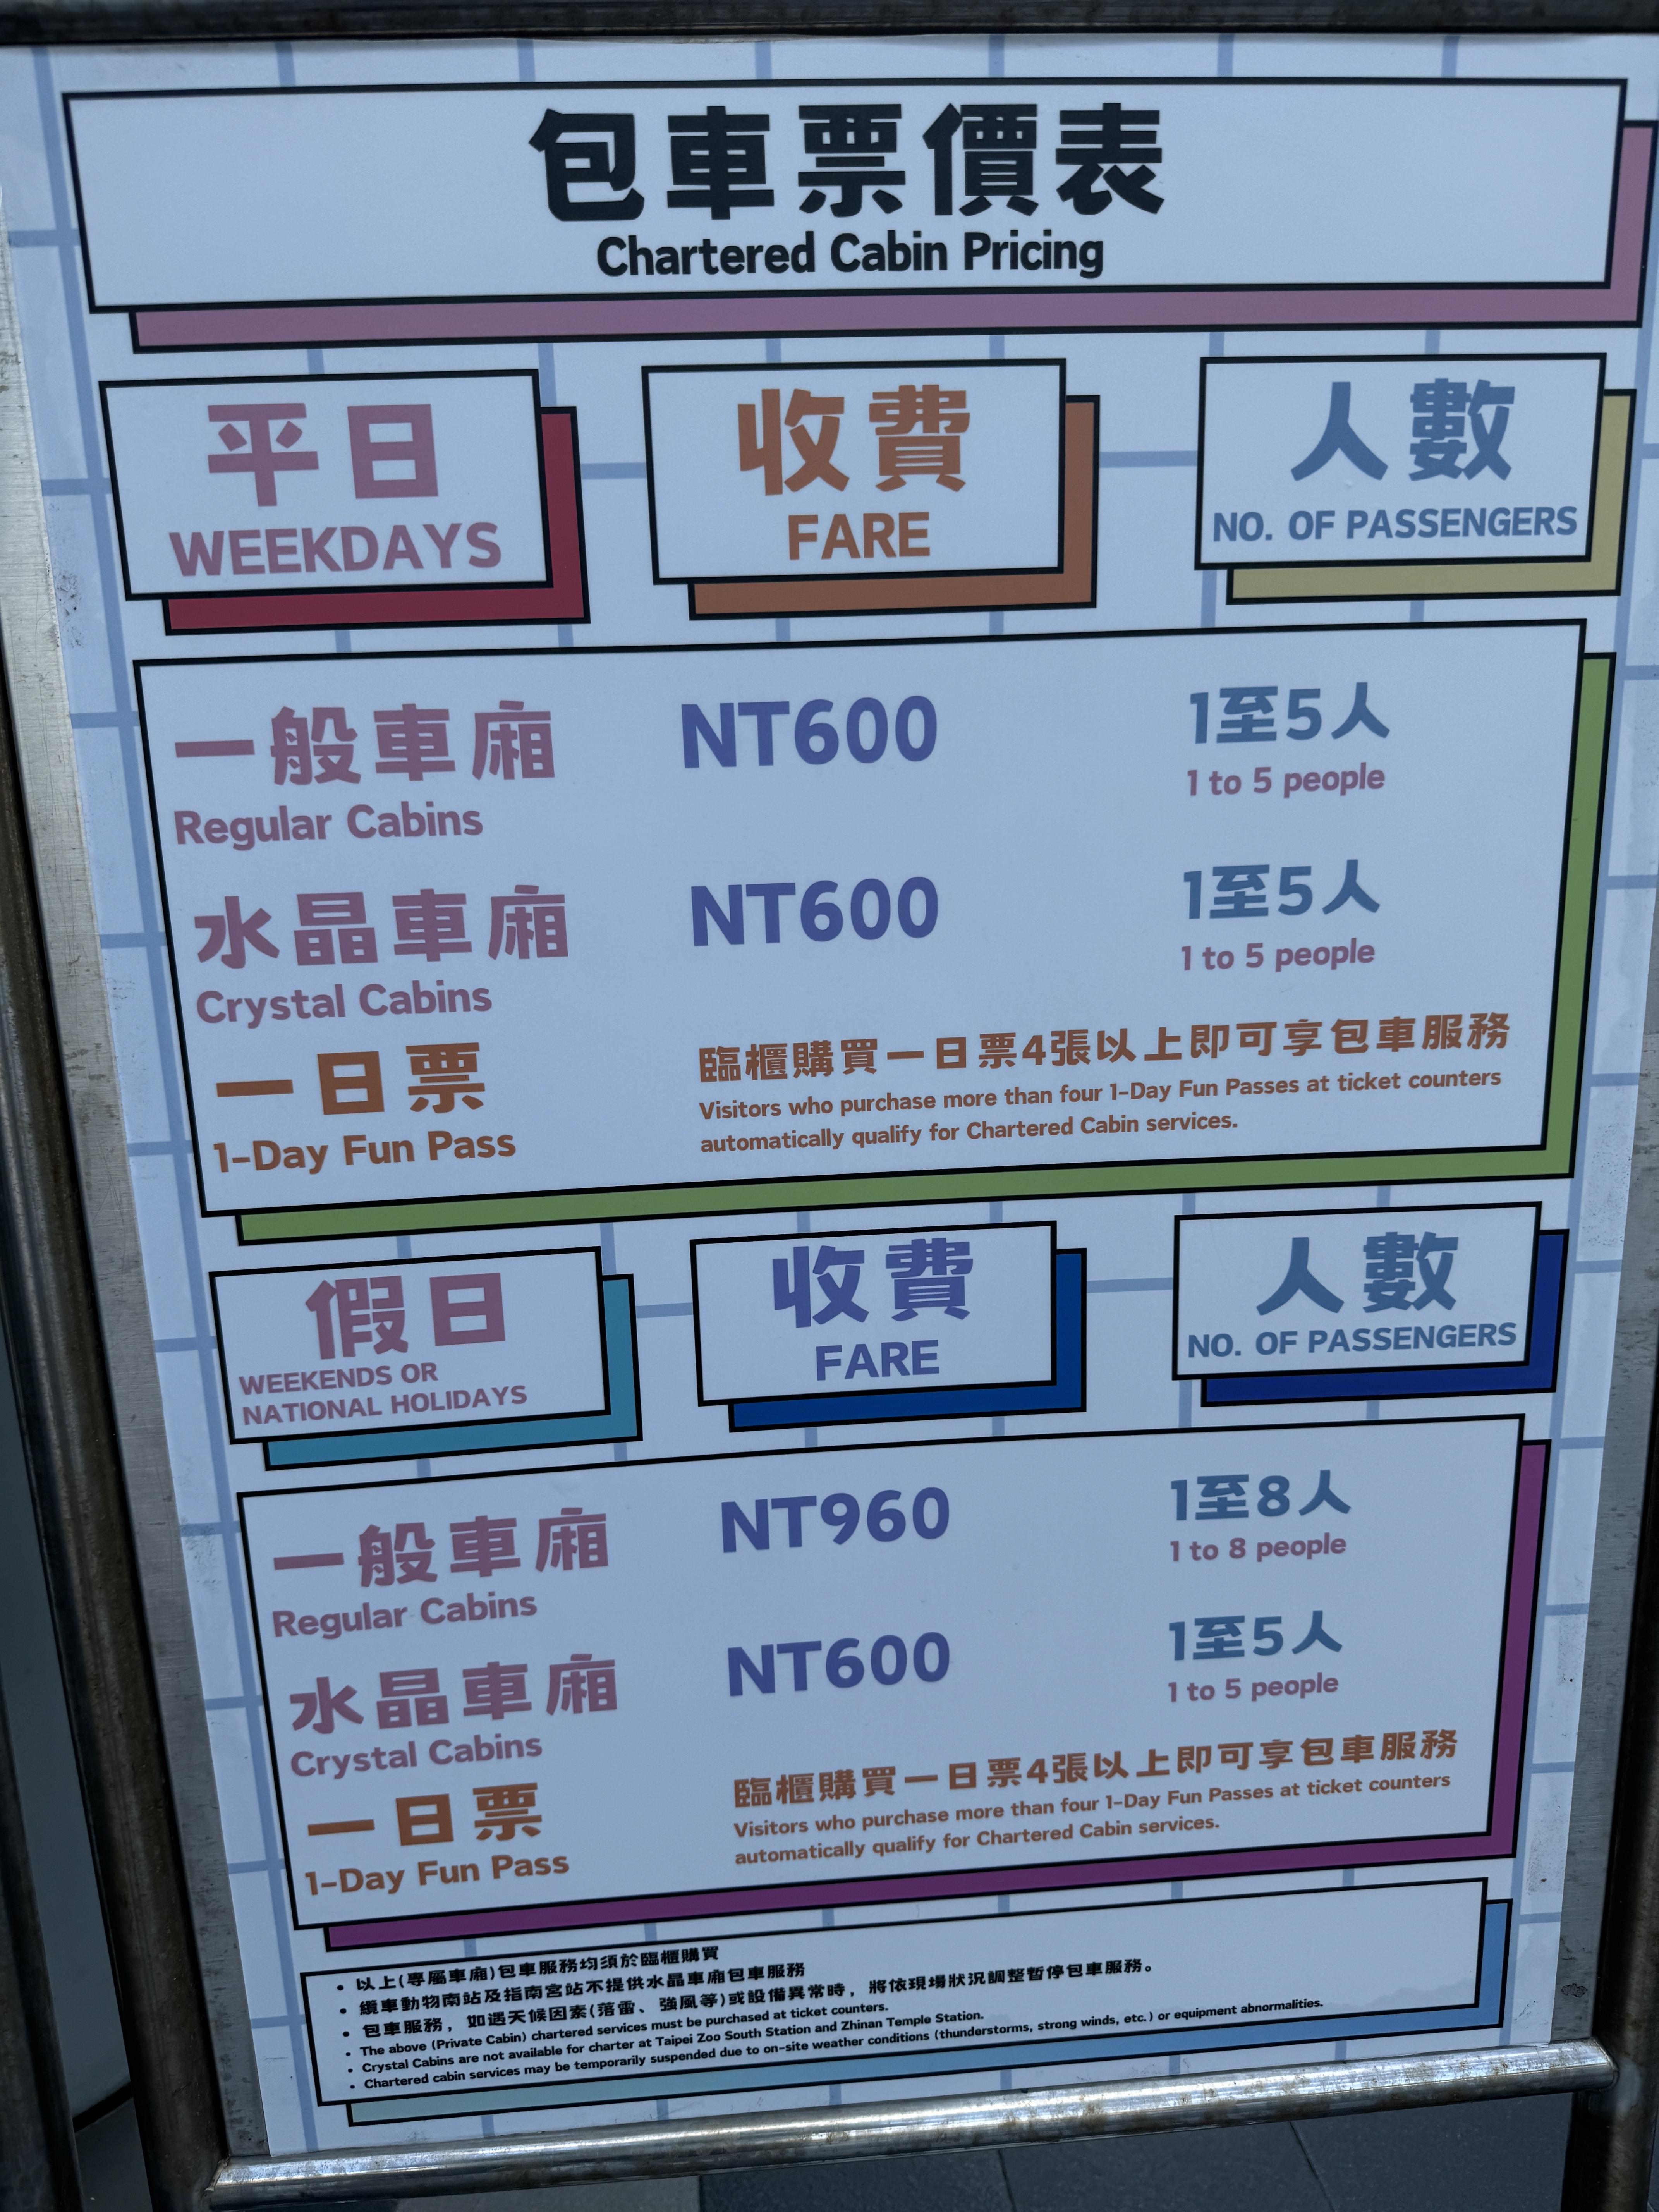 包車票價表
Chartered Cabin Pricing
平日
WEEKDAYS
收費
FARE
人數
NO. OF PASSENGERS
一般車廂
Regular Cabins
NT600
1至5人
1 to 5 people
水晶車廂
Crystal Cabins
NT600
1至5人
1 to 5 people
一日票
1-Day Fun Pass
臨櫃購買一日票4張以上即可享包車服務
Visitors who purchase more than four 1-Day Fun Passes at ticket counters
automatically qualify for Chartered Cabin services.
假日
WEEKENDS OR
NATIONAL HOLIDAYS
收費
FARE
人數
NO. OF PASSENGERS
一般車廂
Regular Cabins
NT960
1至8人
1 to 8 people
水晶車廂
Crystal Cabins
NT600
1至5人
1 to 5 people
一日票
1-Day Fun Pass
臨櫃購買一日票4張以上即可享包車服務
Visitors who purchase more than four 1-Day Fun Passes at ticket counters
automatically qualify for Chartered Cabin services.
• 以上(專屬車廂)包車服務均須於臨櫃購買
• 纜車動物南站及指南宮站不提供水晶車廂包車服務
• 包車服務，如遇天候因素(落雷、強風等)或設備異常時，將依現場狀況調整暫停包車服務。
• The above (Private Cabin) chartered services must be purchased at ticket counters.
• Crystal Cabins are not available for charter at Taipei Zoo South Station and Zhinan Temple Station.
• Chartered cabin services may be temporarily suspended due to on-site weather conditions (thunderstorms, strong winds, etc.) or equipment abnormalities.